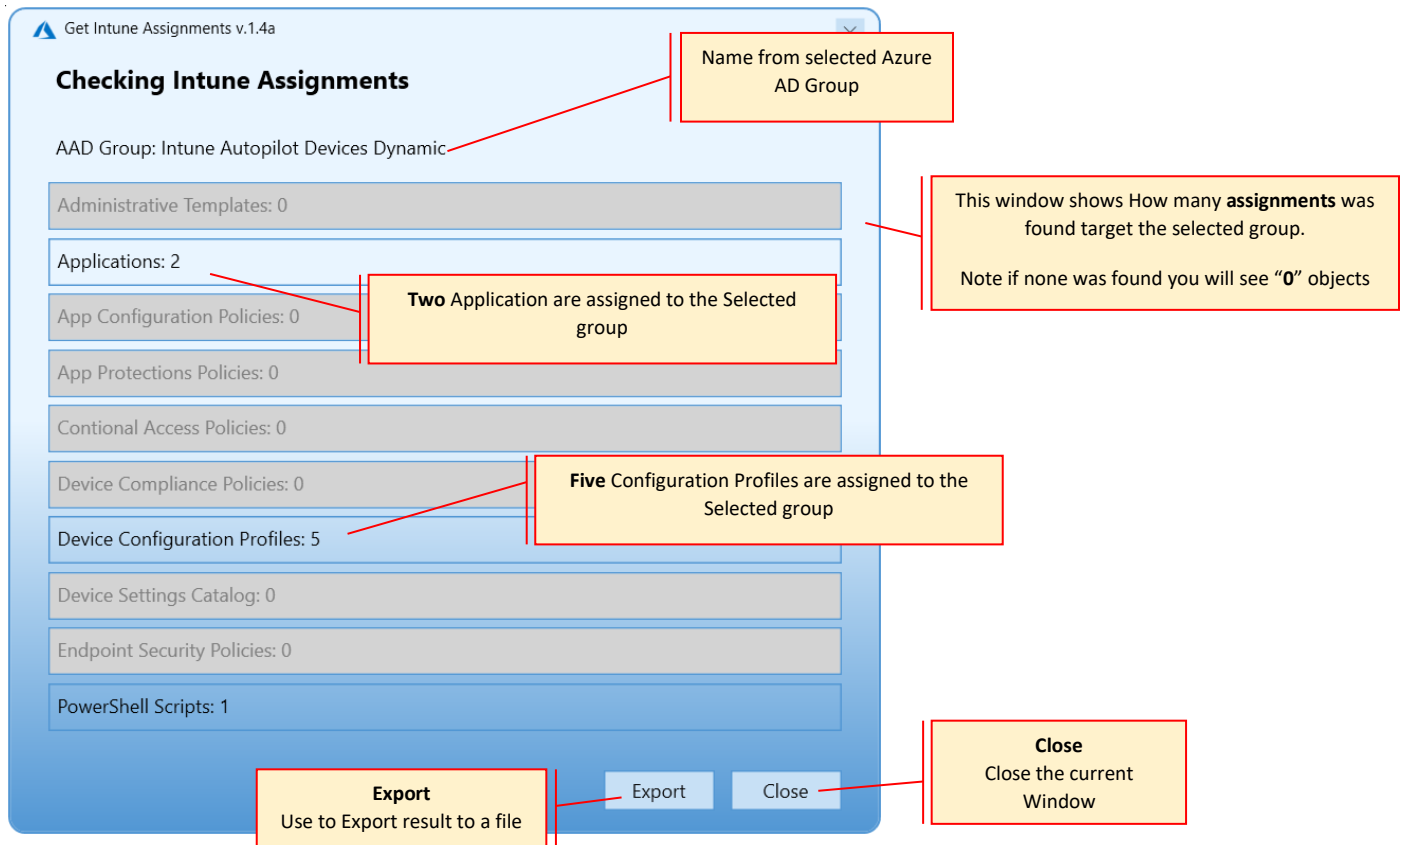 Get Intune Assignments v.1.4a
Checking Intune Assignments
Name from selected Azure
AD Group
AAD Group: Intune Autopilot Devices Dynamic
Administrative Templates: 0
This window shows How many assignments was
found target the selected group.
Note if none was found you will see “0” objects
Applications: 2
Two Application are assigned to the Selected
group
App Configuration Policies: 0
App Protections Policies: 0
Contional Access Policies: 0
Device Compliance Policies: 0
Five Configuration Profiles are assigned to the
Selected group
Device Configuration Profiles: 5
Device Settings Catalog: 0
Endpoint Security Policies: 0
PowerShell Scripts: 1
Close
Close the current
Window
Export
Use to Export result to a file
Export
Close